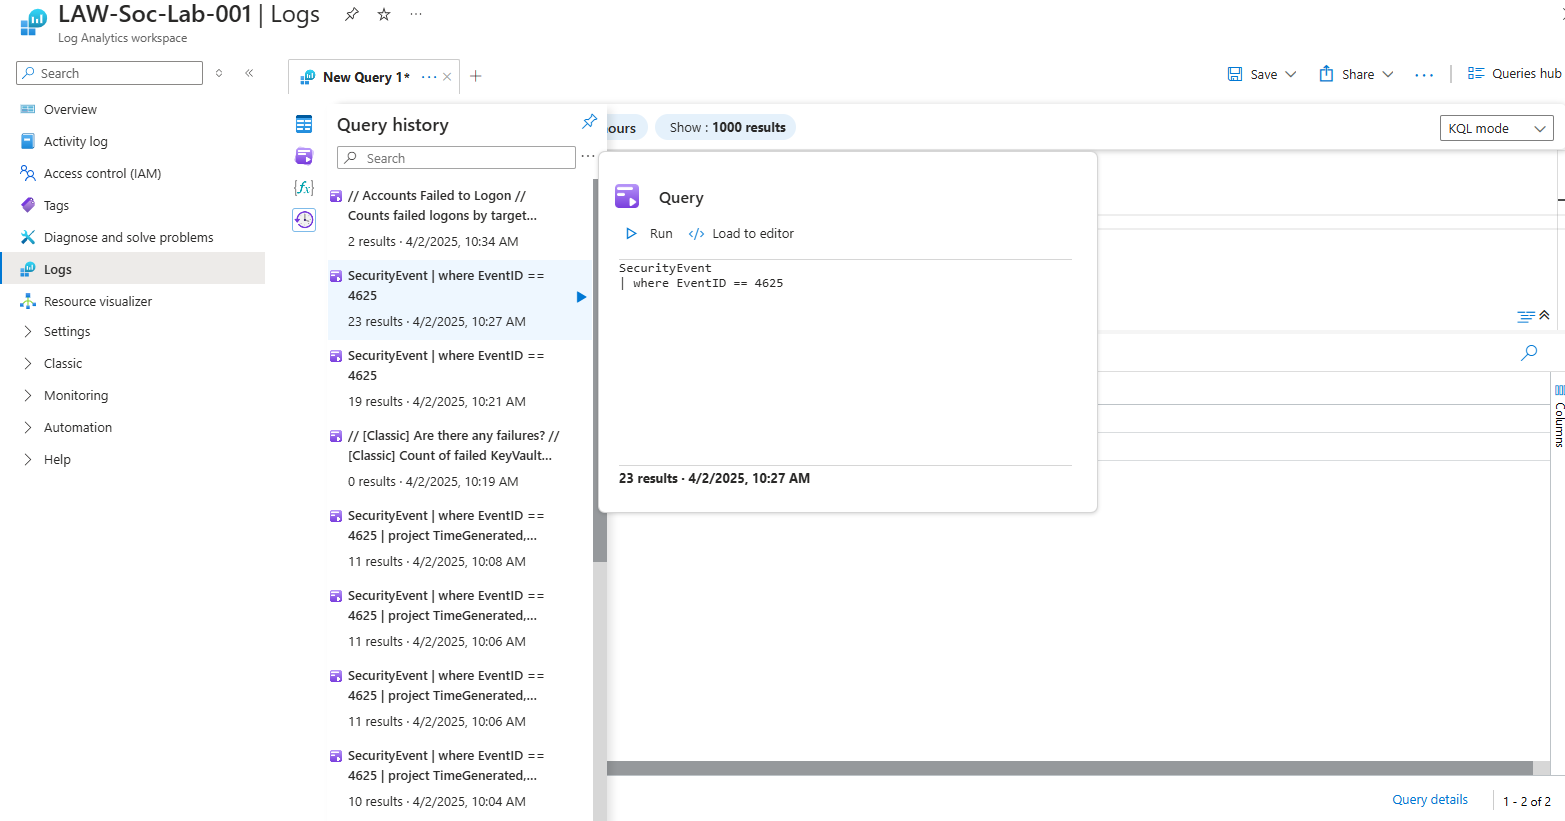 LAW-Soc-Lab-001 | Logs
Log Analytics workspace
Search
Overview
Activity log
Access control (IAM)
Tags
Diagnose and solve problems
Logs
Resource visualizer
Settings
Classic
Monitoring
Automation
Help
New Query 1*
Save
Share
Queries hub
ours
Show : 1000 results
KQL mode
{fx}
Query history
Search
// Accounts Failed to Logon //
Counts failed logons by target...
2 results · 4/2/2025, 10:34 AM
SecurityEvent | where EventID ==
4625
23 results · 4/2/2025, 10:27 AM
SecurityEvent | where EventID ==
4625
19 results · 4/2/2025, 10:21 AM
// [Classic] Are there any failures? //
[Classic] Count of failed KeyVault...
0 results · 4/2/2025, 10:19 AM
SecurityEvent | where EventID ==
4625 | project TimeGenerated,...
11 results · 4/2/2025, 10:08 AM
SecurityEvent | where EventID ==
4625 | project TimeGenerated,...
11 results · 4/2/2025, 10:06 AM
SecurityEvent | where EventID ==
4625 | project TimeGenerated,...
11 results · 4/2/2025, 10:06 AM
SecurityEvent | where EventID ==
4625 | project TimeGenerated,...
10 results · 4/2/2025, 10:04 AM
Query
Run
</> Load to editor
SecurityEvent
| where EventID == 4625
23 results · 4/2/2025, 10:27 AM
Columns
Query details
1 - 2 of 2